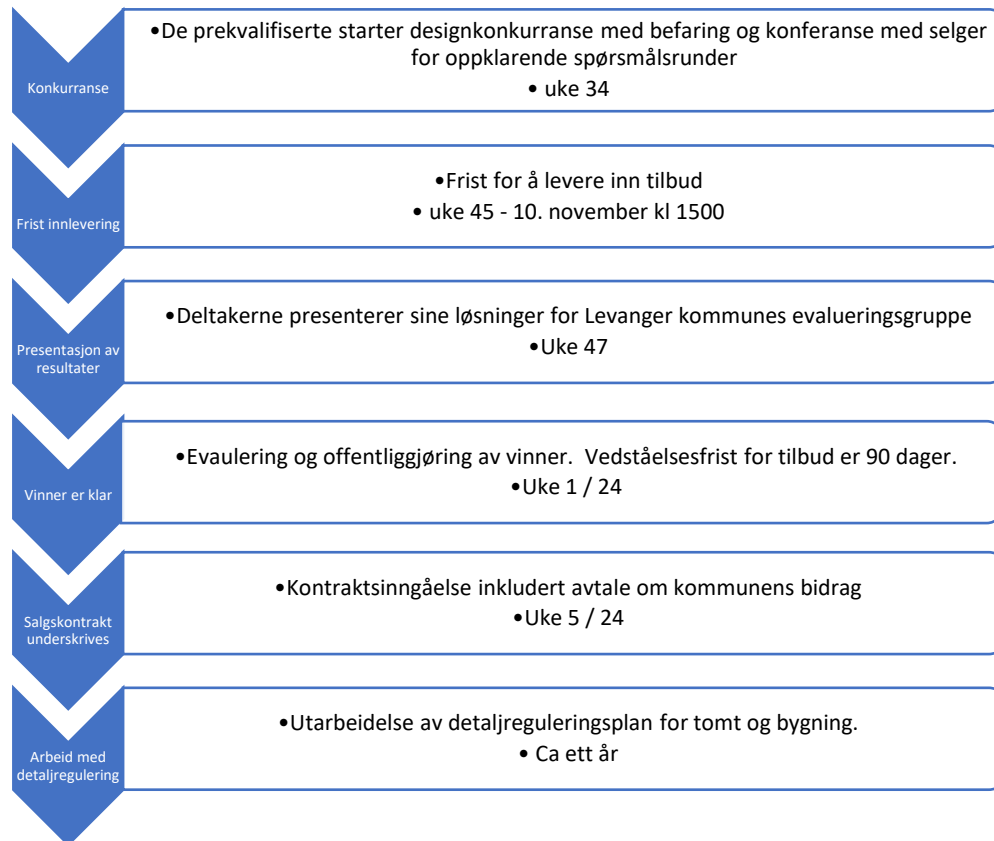 Konkurranse
•De prekvalifiserte starter designkonkurranse med befaring og konferanse med selger
for oppklarende spørsmålsrunder
• uke 34
Frist innlevering
•Frist for å levere inn tilbud
• uke 45 - 10. november kl 1500
Presentasjon av
resultater
•Deltakerne presenterer sine løsninger for Levanger kommunes evalueringsgruppe
•Uke 47
Vinner er klar
•Evaulering og offentliggjøring av vinner.  Vedståelsesfrist for tilbud er 90 dager.
•Uke 1 / 24
Salgskontrakt
underskrives
•Kontraktsinngåelse inkludert avtale om kommunens bidrag
•Uke 5 / 24
Arbeid med
detaljregulering
•Utarbeidelse av detaljreguleringsplan for tomt og bygning.
• Ca ett år